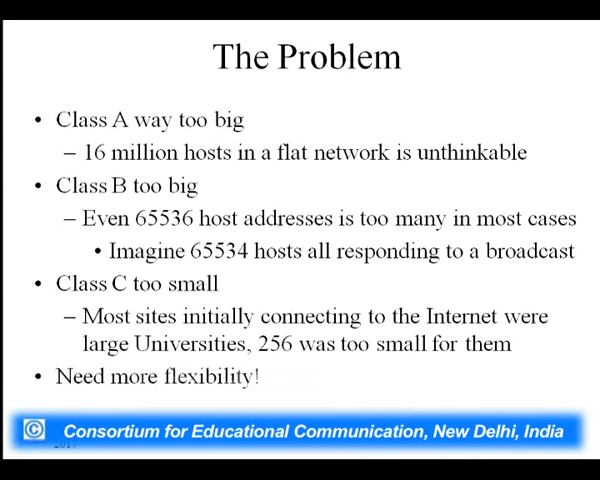 The Problem
• Class A way too big
– 16 million hosts in a flat network is unthinkable
• Class B too big
– Even 65536 host addresses is too many in most cases
• Imagine 65534 hosts all responding to a broadcast
• Class C too small
– Most sites initially connecting to the Internet were
large Universities, 256 was too small for them
• Need more flexibility!
© Consortium for Educational Communication, New Delhi, India